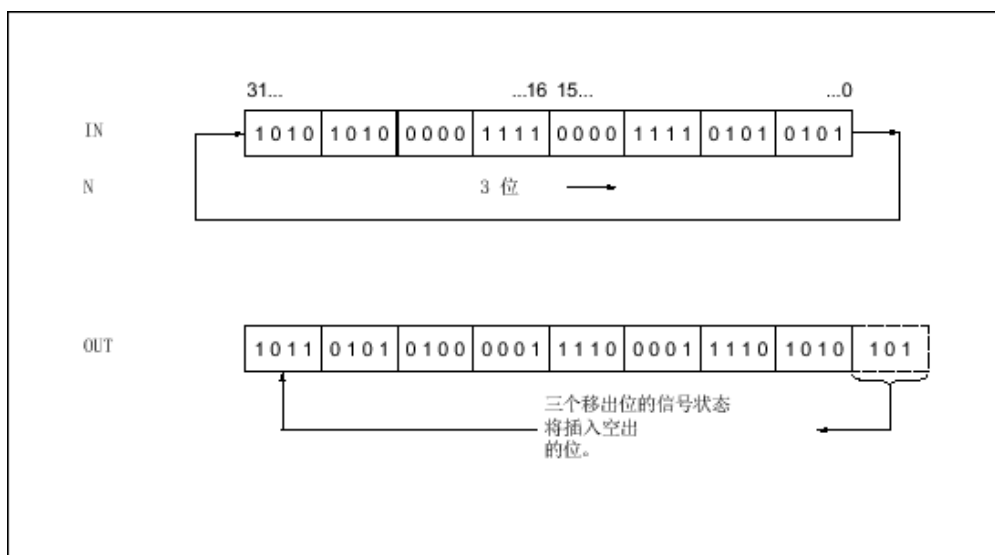 31... ...16 15... ...0
IN 1010 1010 0000 1111 0000 1111 0101 0101
N 3 位
OUT 1011 0101 0100 0001 1110 0001 1110 1010 101
三个移出位的信号状态
将插入空出
的位。